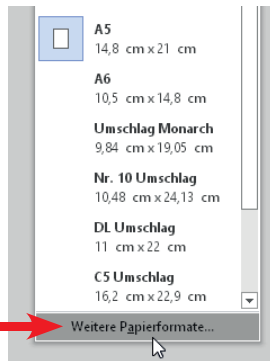 A5
14,8 cm x 21 cm
A6
10,5 cm x 14,8 cm
Umschlag Monarch
9,84 cm x 19,05 cm
Nr. 10 Umschlag
10,48 cm x 24,13 cm
DL Umschlag
11 cm x 22 cm
C5 Umschlag
16,2 cm x 22,9 cm
Weitere Papierformate...